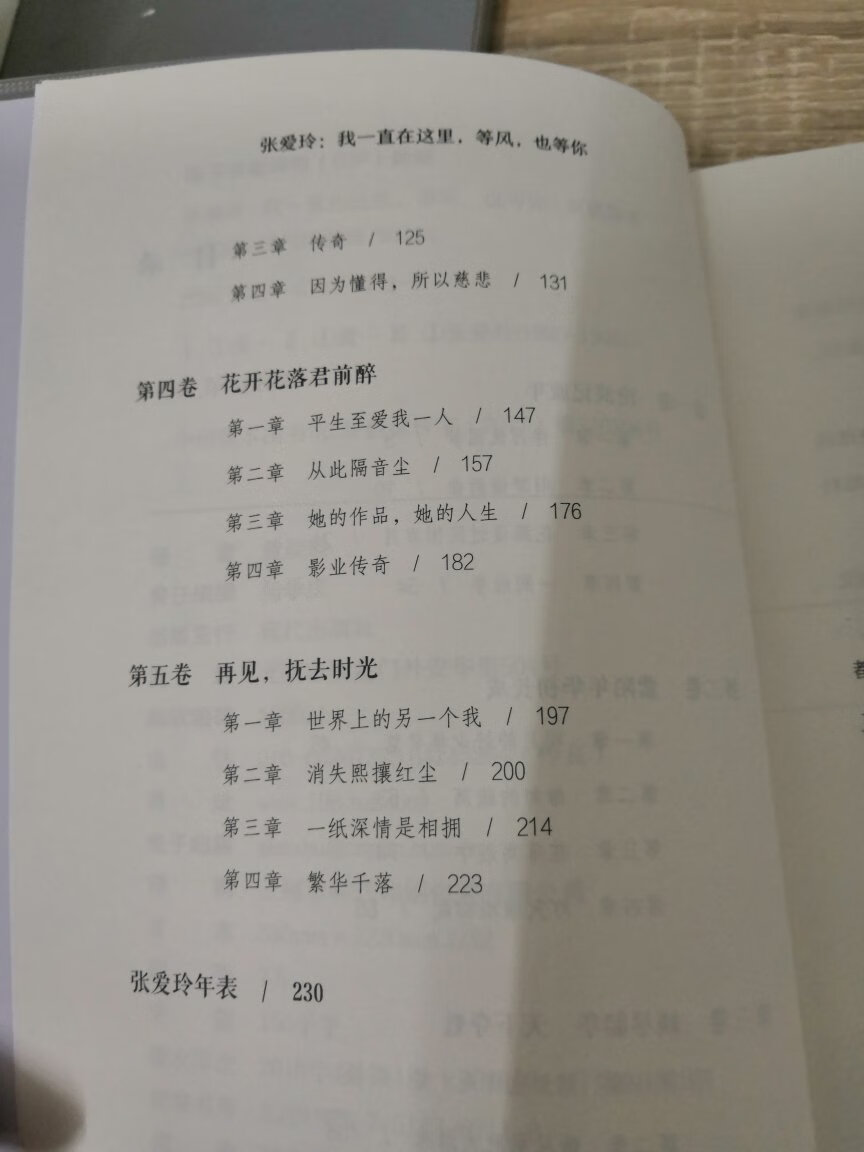 张爱玲：我一直在这里，等风，也等你
第三章 传奇 / 125
第四章 因为懂得，所以慈悲 / 131
第四卷 花开花落君前醉
第一章 平生至爱我一人 / 147
第二章 从此隔音尘 / 157
第三章 她的作品，她的人生 / 176
第四章 影业传奇 / 182
第五卷 再见，抚去时光
第一章 世界上的另一个我 / 197
第二章 消失熙攘红尘 / 200
第三章 一纸深情是相拥 / 214
第四章 繁华千落 / 223
张爱玲年表 / 230